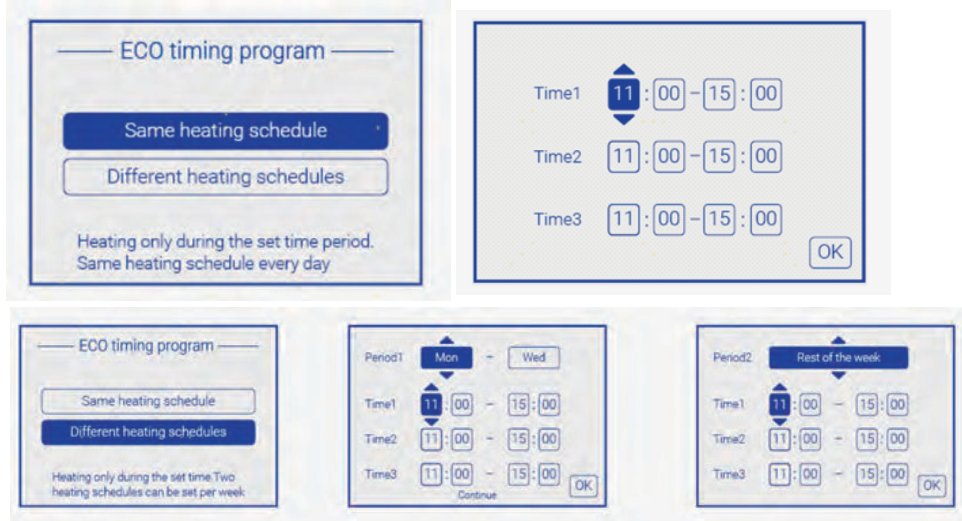 ECO timing program
Same heating schedule
Different heating schedules
Heating only during the set time period.
Same heating schedule every day
Time1 11:00-15:00
Time2 11:00-15:00
Time3 11:00-15:00
OK
ECO timing program
Same heating schedule
Different heating schedules
Heating only during the set time.Two
heating schedules can be set per week
Period1 Mon - Wed
Time1 11:00 - 15:00
Time2 11:00 - 15:00
Time3 11:00 - 15:00
Continue
OK
Period2 Rest of the week
Time1 11:00 - 15:00
Time2 11:00 - 15:00
Time3 11:00 - 15:00
OK